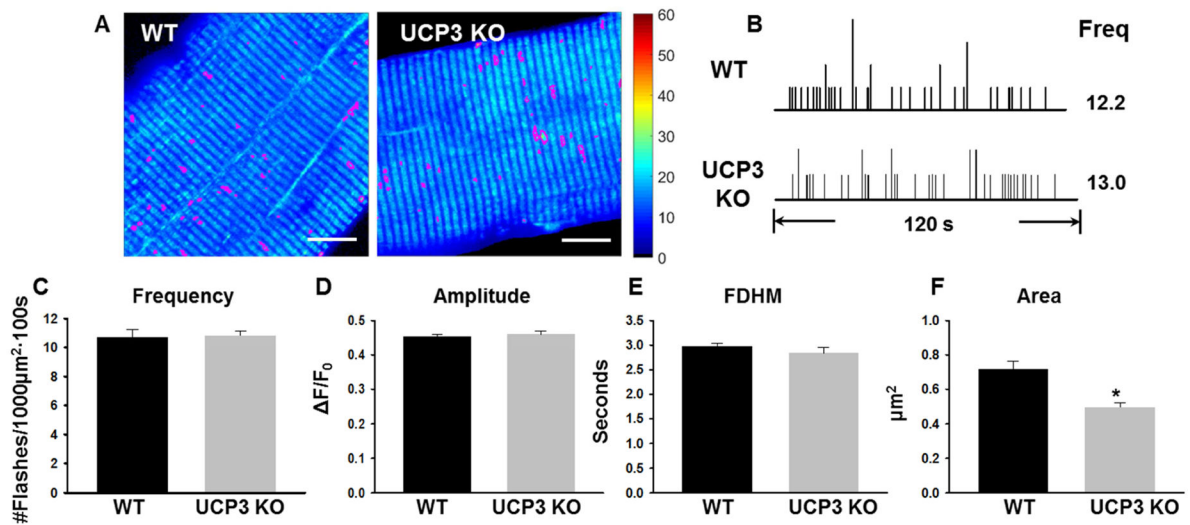 A
WT
UCP3 KO
60
50
40
30
20
10
0
B
Freq
WT
12.2
UCP3
KO
13.0
120 s
C
Frequency
#Flashes/1000µm²·100s
12
10
8
6
4
2
0
WT
UCP3 KO
D
Amplitude
ΔF/F₀
0.5
0.4
0.3
0.2
0.1
0.0
WT
UCP3 KO
E
FDHM
Seconds
3.5
3.0
2.5
2.0
1.5
1.0
0.5
0.0
WT
UCP3 KO
F
Area
µm²
1.0
0.8
0.6
0.4
0.2
0.0
*
WT
UCP3 KO